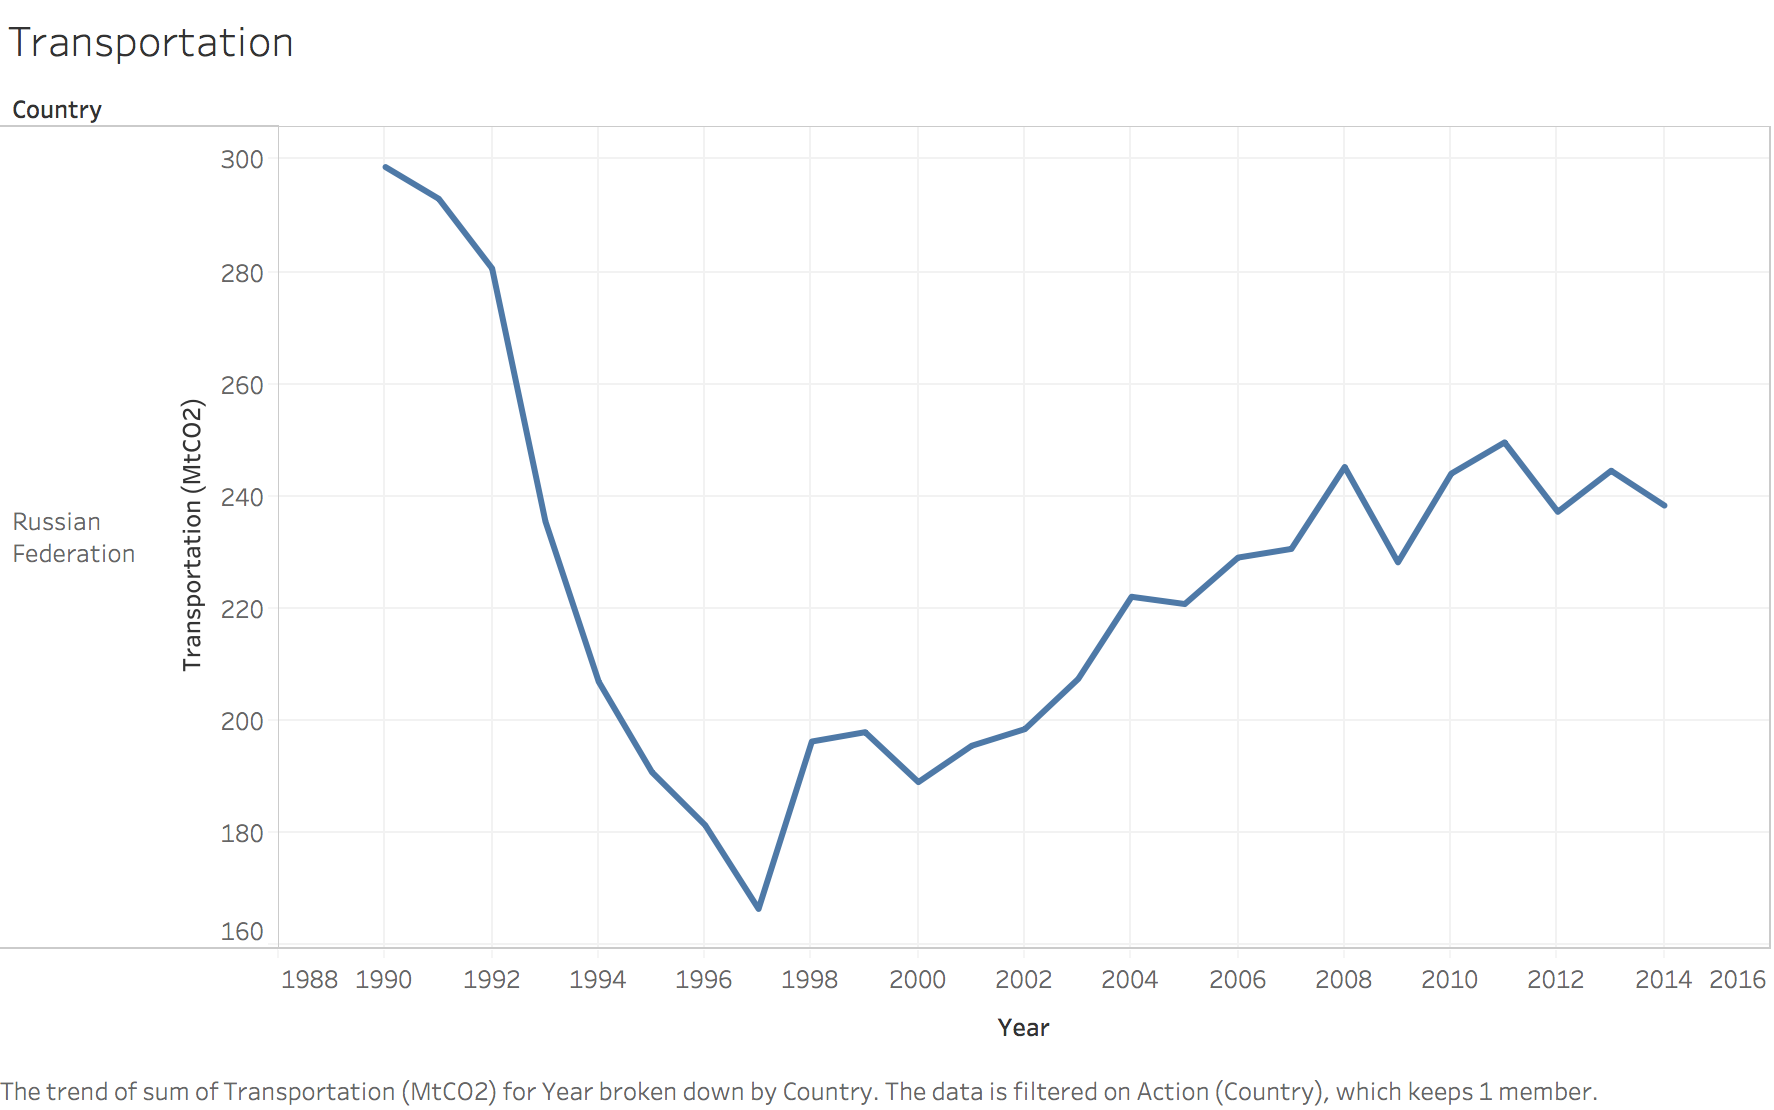 Transportation
Country
300
280
260
240
220
200
180
160
Transportation (MtCO2)
Russian
Federation
1988 1990 1992 1994 1996 1998 2000 2002 2004 2006 2008 2010 2012 2014 2016
Year
The trend of sum of Transportation (MtCO2) for Year broken down by Country. The data is filtered on Action (Country), which keeps 1 member.